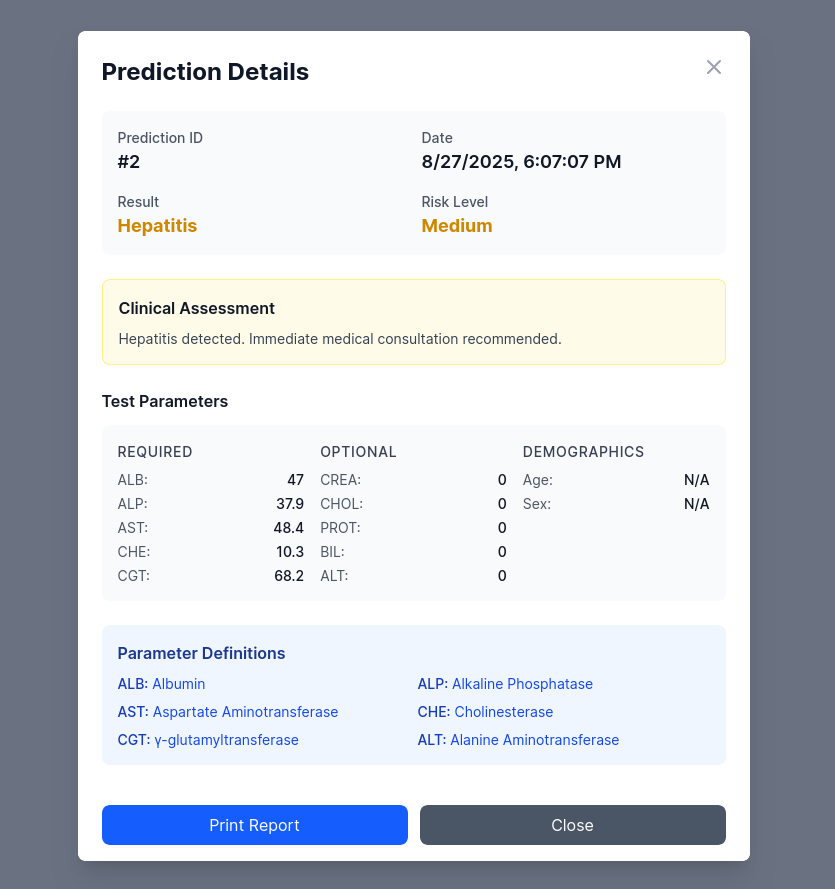 Prediction Details
Prediction ID
#2
Date
8/27/2025, 6:07:07 PM
Result
Hepatitis
Risk Level
Medium
Clinical Assessment
Hepatitis detected. Immediate medical consultation recommended.
Test Parameters
REQUIRED
ALB: 47
ALP: 37.9
AST: 48.4
CHE: 10.3
CGT: 68.2
OPTIONAL
CREA: 0
CHOL: 0
PROT: 0
BIL: 0
ALT: 0
DEMOGRAPHICS
Age: N/A
Sex: N/A
Parameter Definitions
ALB: Albumin
ALP: Alkaline Phosphatase
AST: Aspartate Aminotransferase
CHE: Cholinesterase
CGT: γ-glutamyltransferase
ALT: Alanine Aminotransferase
Print Report
Close